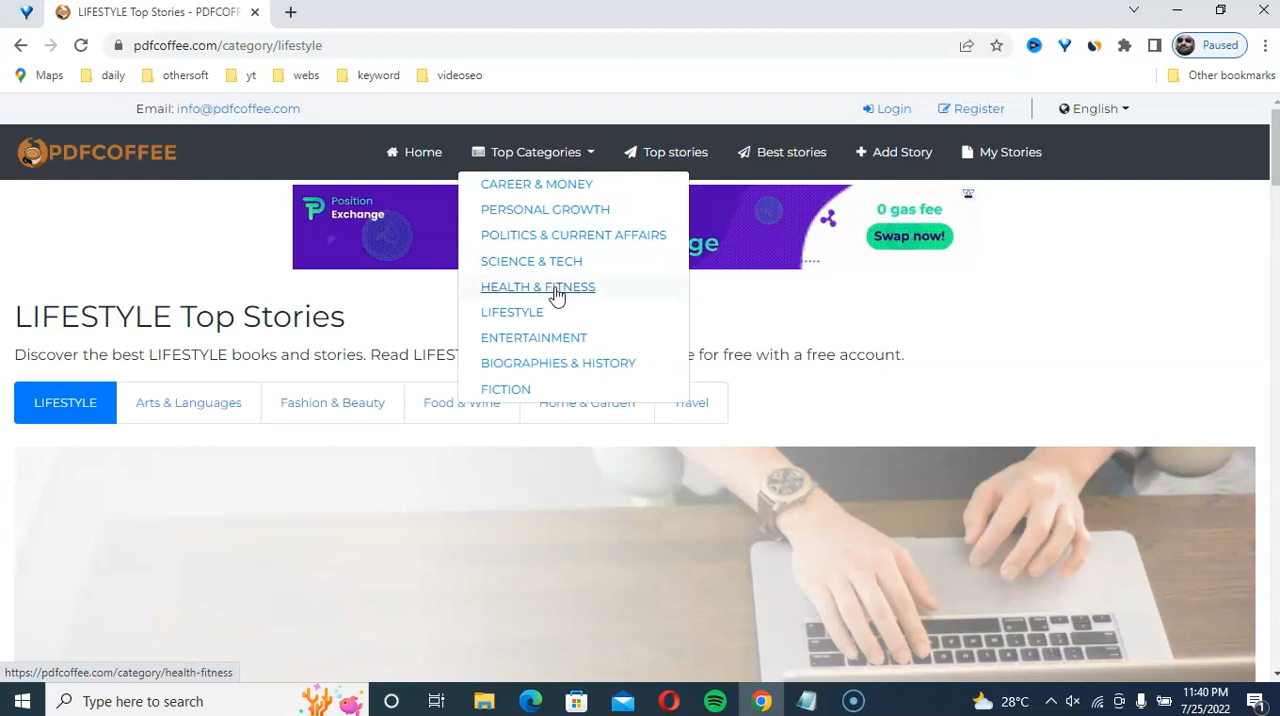 LIFESTYLE Top Stories - PDFCOFF
pdfcoffee.com/category/lifestyle
Paused
Maps daily othersoft yt webs keyword videoseo Other bookmarks
Email: info@pdfcoffee.com Login Register English
PDFCOFFEE Home Top Categories Top stories Best stories Add Story My Stories
CAREER & MONEY
PERSONAL GROWTH
POLITICS & CURRENT AFFAIRS
SCIENCE & TECH
HEALTH & FITNESS
LIFESTYLE
ENTERTAINMENT
BIOGRAPHIES & HISTORY
FICTION
Position
Exchange
nge
0 gas fee
Swap now!
LIFESTYLE Top Stories
Discover the best LIFESTYLE books and stories. Read LIFES e for free with a free account.
LIFESTYLE Arts & Languages Fashion & Beauty Food & Wine Home & Garden Travel
https://pdfcoffee.com/category/health-fitness
Type here to search
28°C
11:40 PM
7/25/2022
1